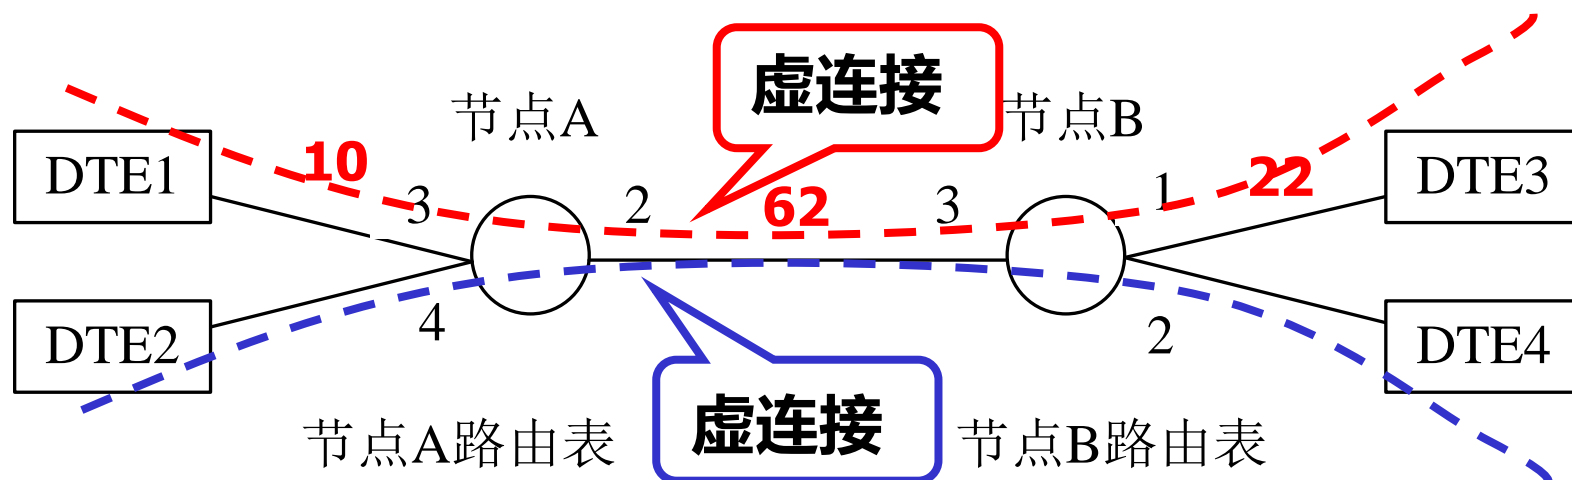 虚连接
节点A
节点B
DTE1
10
3
2
62
3
1
22
DTE3
DTE2
4
2
DTE4
节点A路由表
虚连接
节点B路由表